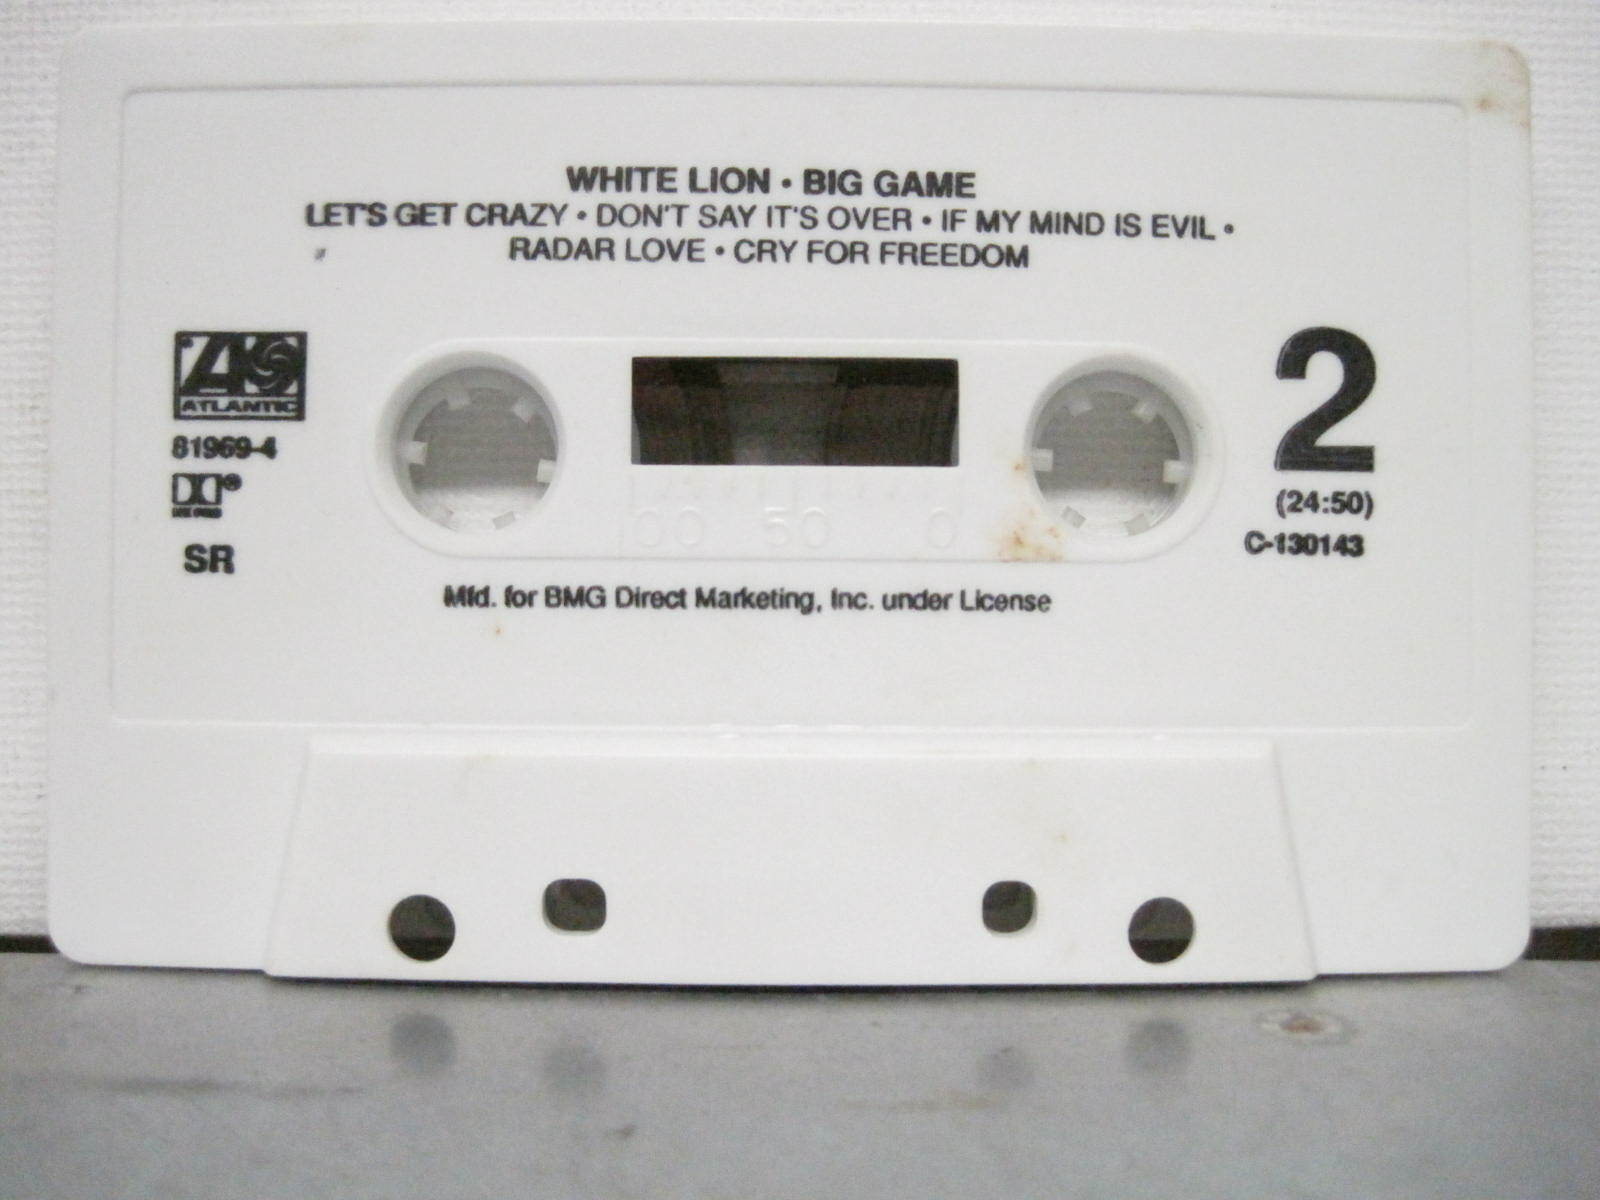 WHITE LION • BIG GAME
LET'S GET CRAZY • DON'T SAY IT'S OVER • IF MY MIND IS EVIL •
RADAR LOVE • CRY FOR FREEDOM
ATLANTIC
81969-4
SR
2
(24:50)
C-130143
50 0
Mfd. for BMG Direct Marketing, Inc. under License